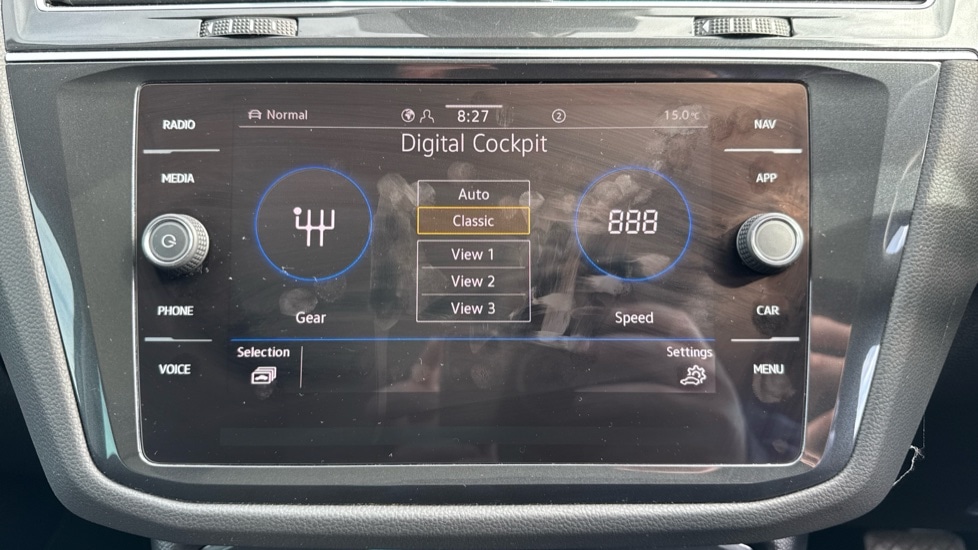 RADIO
MEDIA
PHONE
VOICE
Normal
8:27
2
15.0°C
Digital Cockpit
Auto
Classic
View 1
View 2
View 3
Gear
888
Speed
Selection
Settings
NAV
APP
CAR
MENU